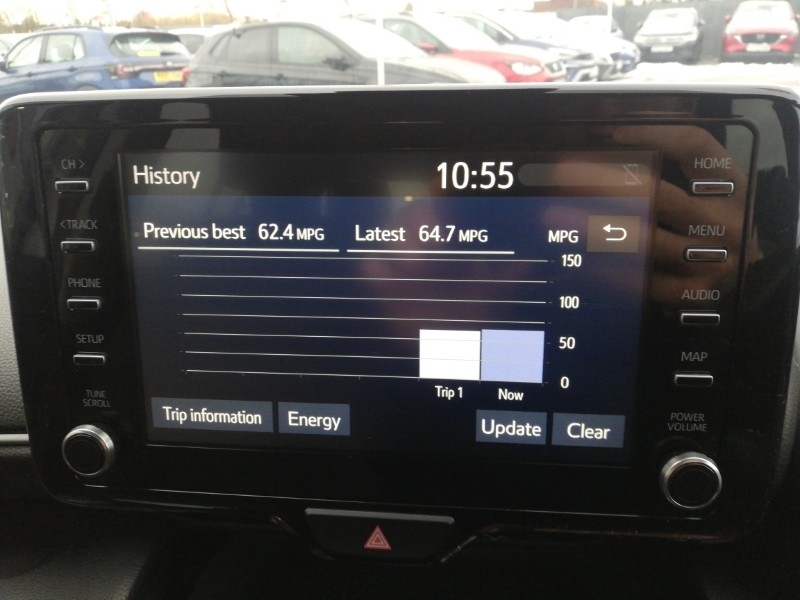 CH >
<TRACK
PHONE
SETUP
TUNE
SCROLL
History
10:55
Previous best 62.4 MPG
Latest 64.7 MPG
MPG
150
100
50
0
Trip 1
Now
Trip information
Energy
Update
Clear
HOME
MENU
AUDIO
MAP
POWER
VOLUME